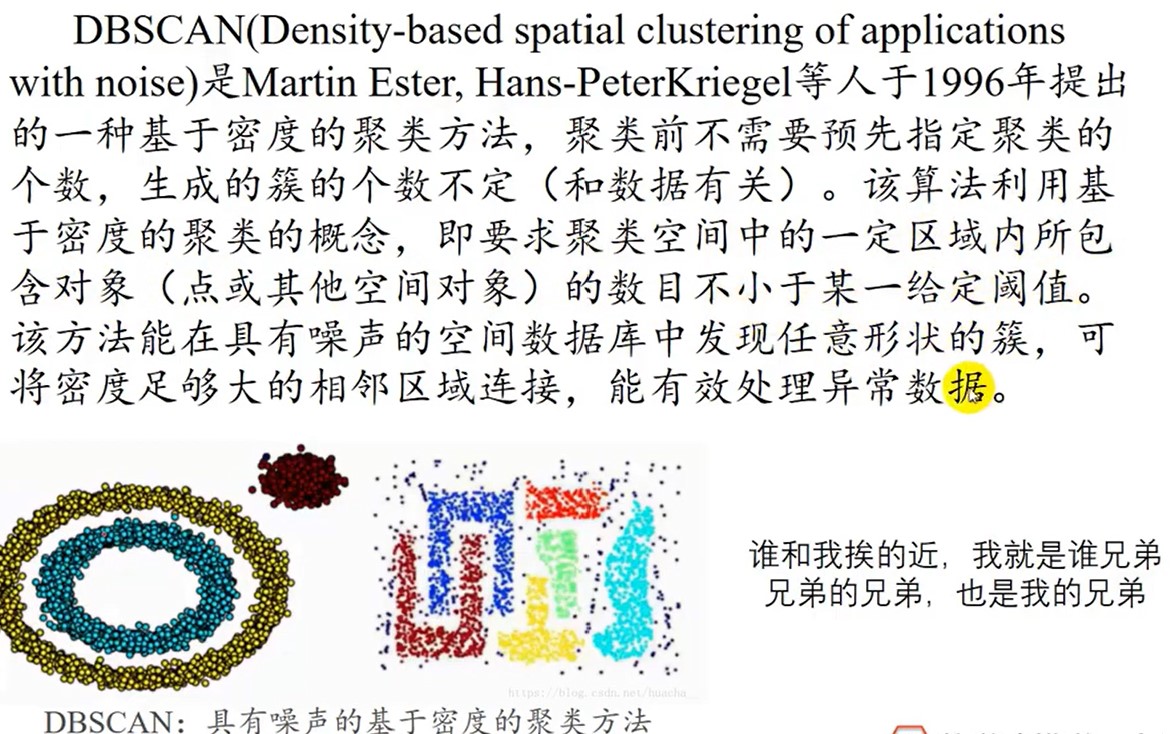 DBSCAN(Density-based spatial clustering of applications
with noise)是Martin Ester, Hans-PeterKriegel等人于1996年提出
的一种基于密度的聚类方法，聚类前不需要预先指定聚类的
个数，生成的簇的个数不定（和数据有关）。该算法利用基
于密度的聚类的概念，即要求聚类空间中的一定区域内所包
含对象（点或其他空间对象）的数目不小于某一给定阈值。
该方法能在具有噪声的空间数据库中发现任意形状的簇，可
将密度足够大的相邻区域连接，能有效处理异常数据。
谁和我挨的近，我就是谁兄弟
兄弟的兄弟，也是我的兄弟
https://blog.csdn.net/huacha_
DBSCAN：具有噪声的基于密度的聚类方法